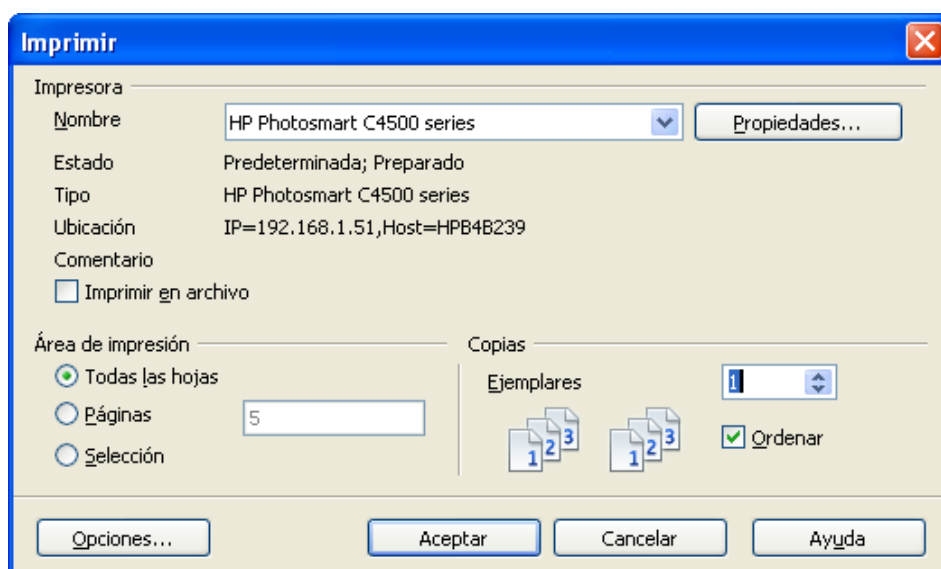 Imprimir
Impresora
Nombre HP Photosmart C4500 series Propiedades...
Estado Predeterminada; Preparado
Tipo HP Photosmart C4500 series
Ubicación IP=192.168.1.51,Host=HPB4B239
Comentario
Imprimir en archivo
Área de impresión
Todas las hojas
Páginas 5
Selección
Copias
Ejemplares 1
1 2 3 1 2 3
Ordenar
Opciones... Aceptar Cancelar Ayuda